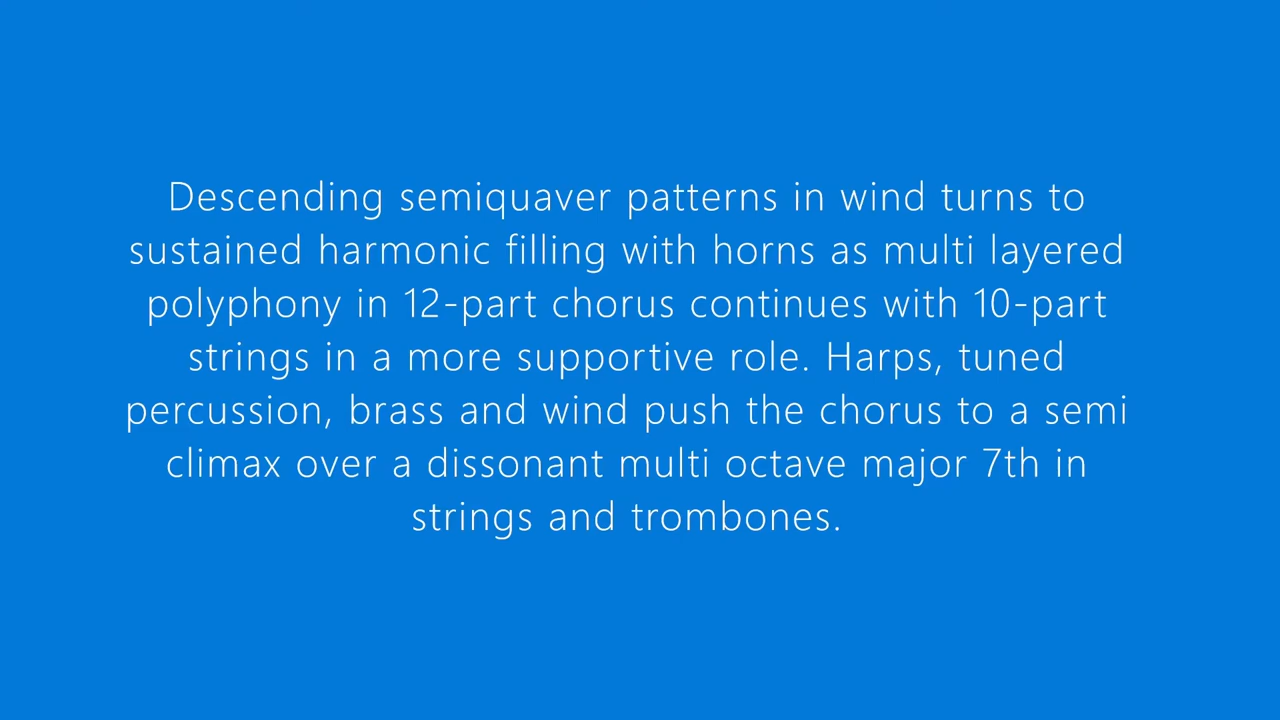 Descending semiquaver patterns in wind turns to
sustained harmonic filling with horns as multi layered
polyphony in 12-part chorus continues with 10-part
strings in a more supportive role. Harps, tuned
percussion, brass and wind push the chorus to a semi
climax over a dissonant multi octave major 7th in
strings and trombones.